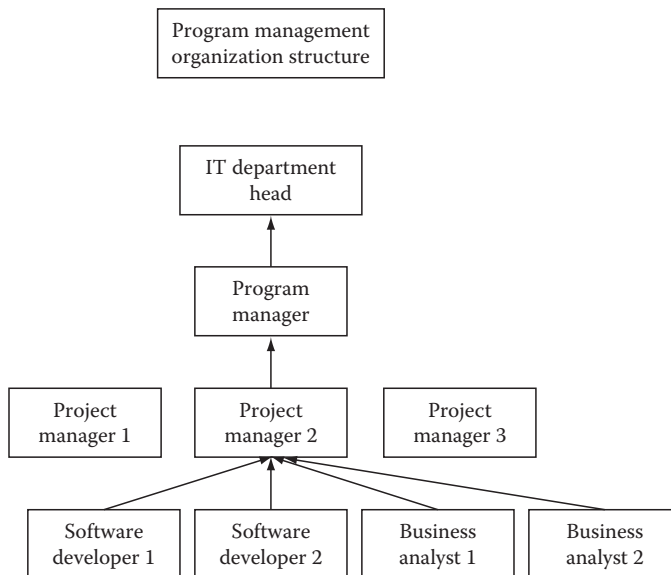 Program management
organization structure
IT department
head
Program
manager
Project
manager 1
Project
manager 2
Project
manager 3
Software
developer 1
Software
developer 2
Business
analyst 1
Business
analyst 2